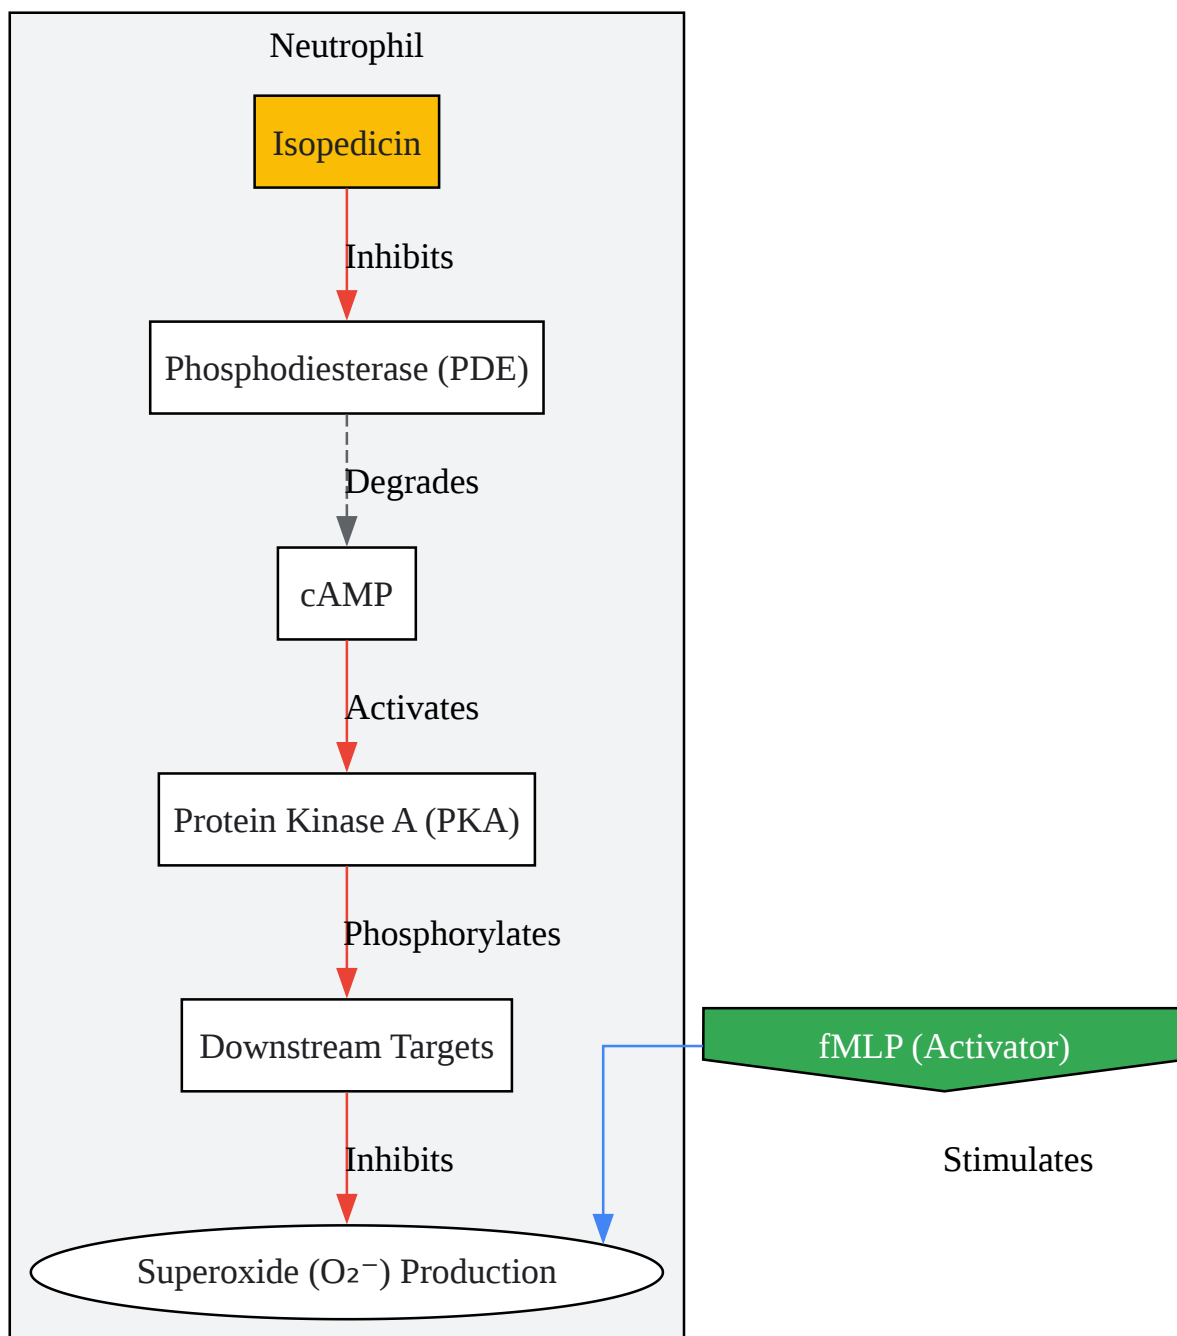 Neutrophil
Isopedicin
Inhibits
Phosphodiesterase (PDE)
Degrades
cAMP
Activates
Protein Kinase A (PKA)
Phosphorylates
Downstream Targets
fMLP (Activator)
Inhibits
Stimulates
Superoxide (O₂⁻) Production